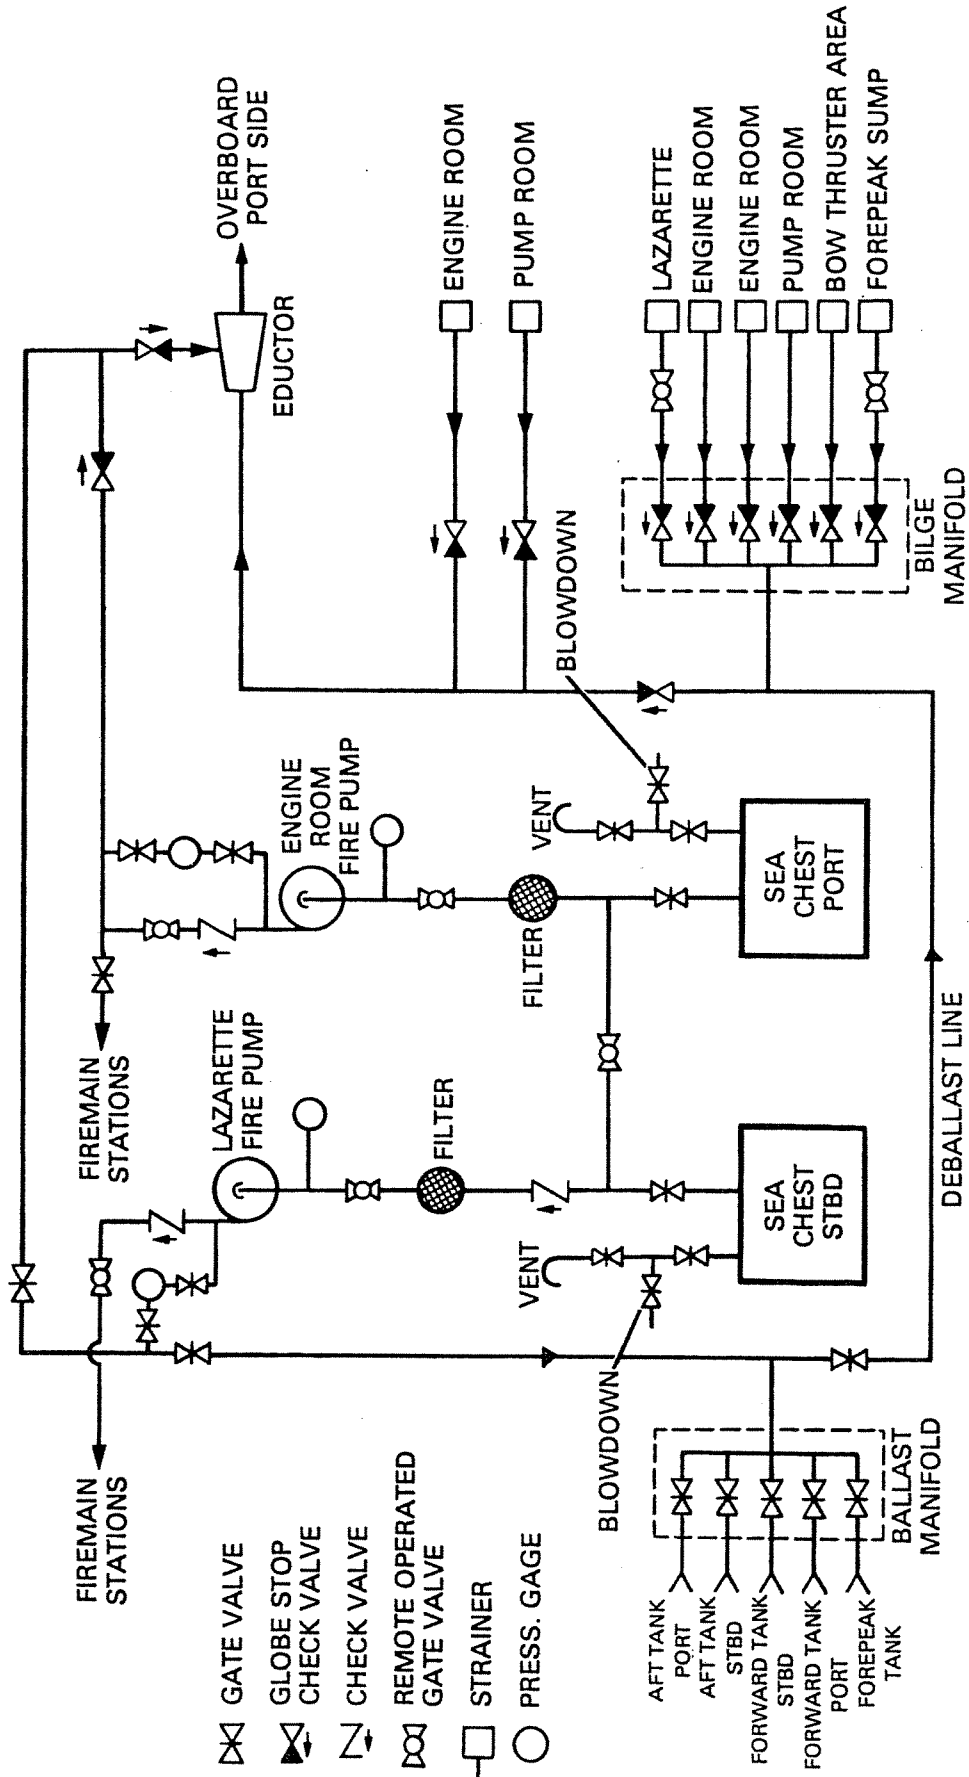 FIREMAIN
STATIONS
FIREMAIN
STATIONS
LAZARETTE
FIRE PUMP
ENGINE
ROOM
FIRE PUMP
EDUCTOR
OVERBOARD
PORT SIDE
FILTER
FILTER
VENT
VENT
BLOWDOWN
BLOWDOWN
SEA
CHEST
STBD
SEA
CHEST
PORT
ENGINE ROOM
PUMP ROOM
LAZARETTE
ENGINE ROOM
ENGINE ROOM
PUMP ROOM
BOW THRUSTER AREA
FOREPEAK SUMP
BILGE
MANIFOLD
DEBALLAST LINE
BALLAST
MANIFOLD
AFT TANK
PORT
AFT TANK
STBD
FORWARD TANK
STBD
FORWARD TANK
PORT
FOREPEAK
TANK
GATE VALVE
GLOBE STOP
CHECK VALVE
CHECK VALVE
REMOTE OPERATED
GATE VALVE
STRAINER
PRESS. GAGE